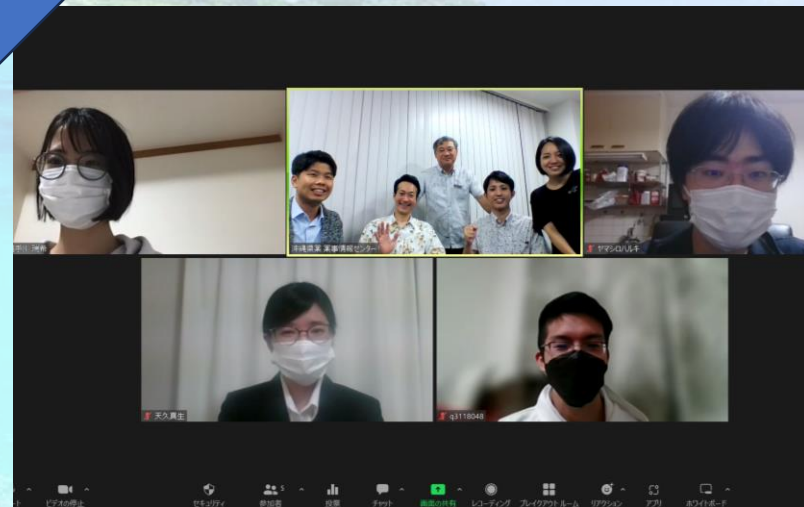 沖縄県薬 薬事情報センター
ヤマシロハルキ
天久真生
q3118048
ビデオの停止
セキュリティ
参加者
5
投票
チャット
画面の共有
レコーディング
ブレイクアウト ルーム
リアクション
アプリ
ホワイトボード